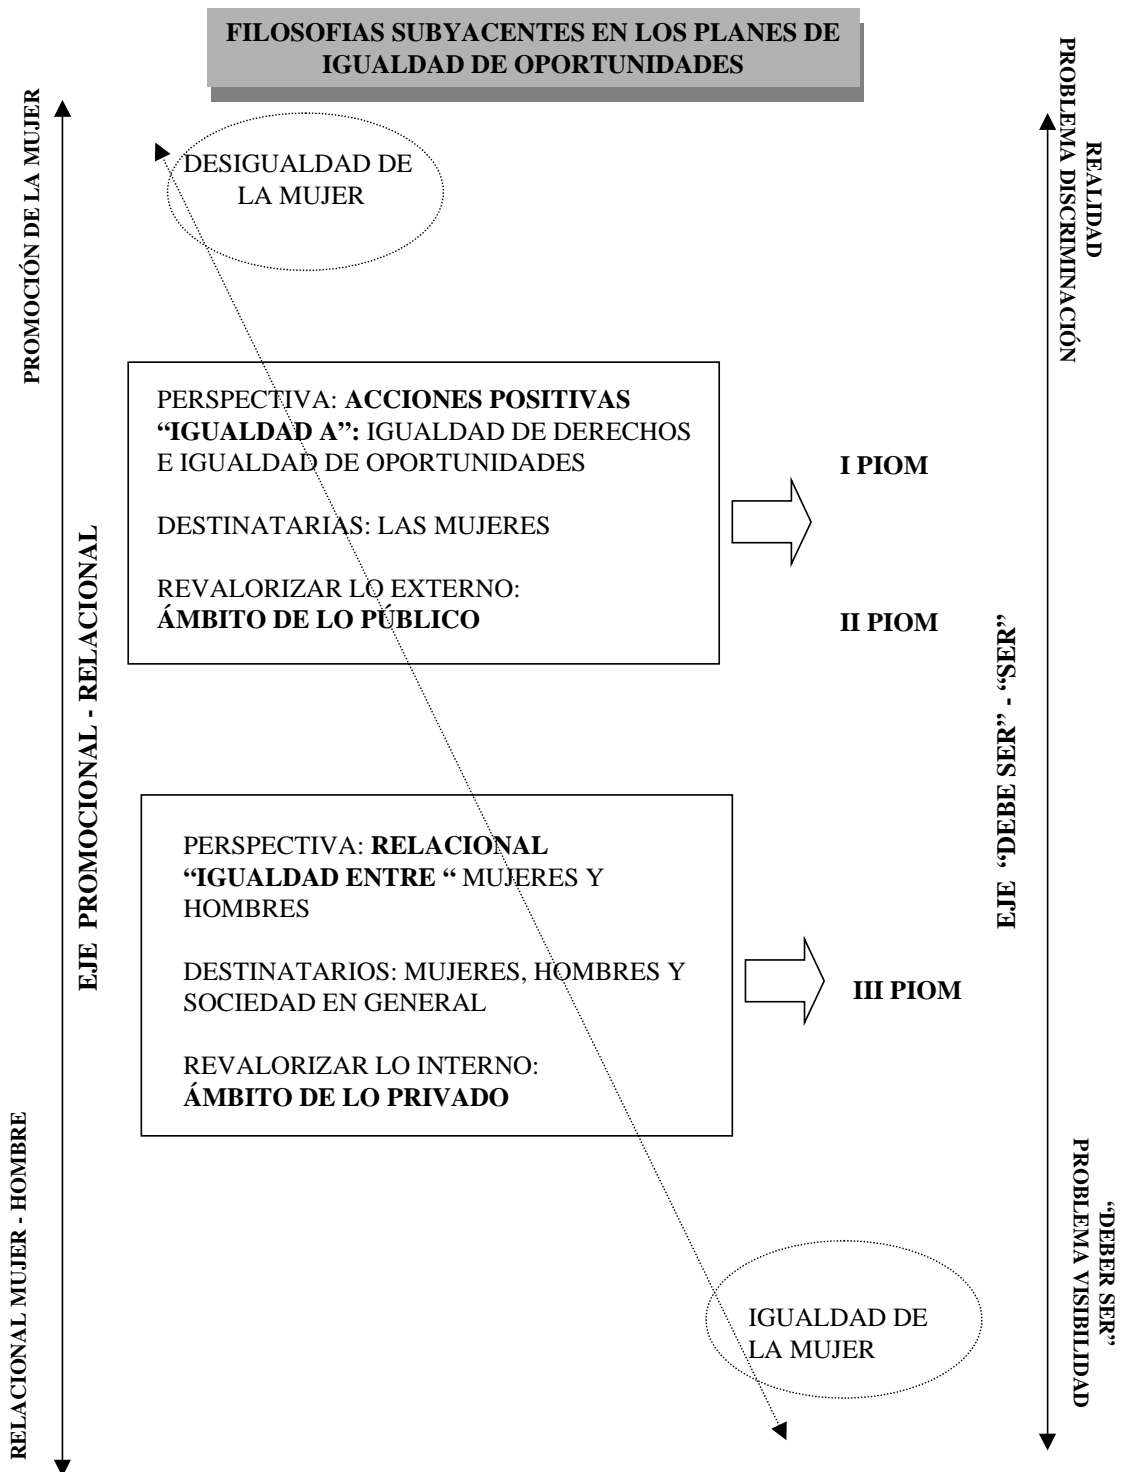 FILOSOFIAS SUBYACENTES EN LOS PLANES DE
IGUALDAD DE OPORTUNIDADES
PROMOCIÓN DE LA MUJER
EJE PROMOCIONAL - RELACIONAL
RELACIONAL MUJER - HOMBRE
DESIGUALDAD DE
LA MUJER
PERSPECTIVA: ACCIONES POSITIVAS
“IGUALDAD A”: IGUALDAD DE DERECHOS
E IGUALDAD DE OPORTUNIDADES
DESTINATARIAS: LAS MUJERES
REVALORIZAR LO EXTERNO:
ÁMBITO DE LO PÚBLICO
I PIOM
II PIOM
PERSPECTIVA: RELACIONAL
“IGUALDAD ENTRE “ MUJERES Y
HOMBRES
DESTINATARIOS: MUJERES, HOMBRES Y
SOCIEDAD EN GENERAL
REVALORIZAR LO INTERNO:
ÁMBITO DE LO PRIVADO
III PIOM
IGUALDAD DE
LA MUJER
REALIDAD
PROBLEMA DISCRIMINACIÓN
EJE “DEBE SER” - “SER”
“DEBER SER”
PROBLEMA VISIBILIDAD